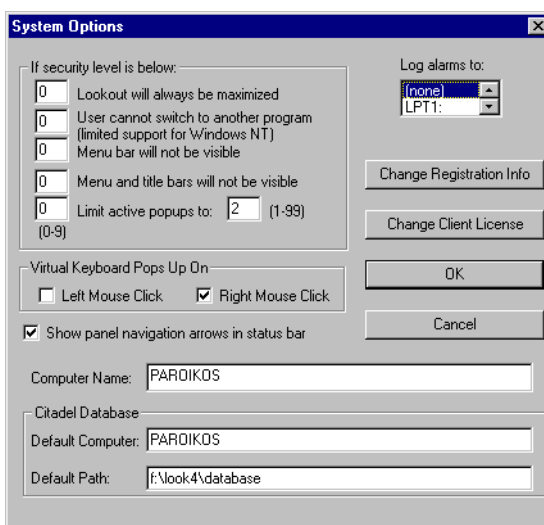 System Options
If security level is below:
0 Lookout will always be maximized
0 User cannot switch to another program
(limited support for Windows NT)
0 Menu bar will not be visible
0 Menu and title bars will not be visible
0 Limit active popups to: 2 (1-99)
(0-9)
Log alarms to:
(none)
LPT1:
Change Registration Info
Change Client License
OK
Cancel
Virtual Keyboard Pops Up On
Left Mouse Click Right Mouse Click
Show panel navigation arrows in status bar
Computer Name: PAROIKOS
Citadel Database
Default Computer: PAROIKOS
Default Path: f:\look4\database